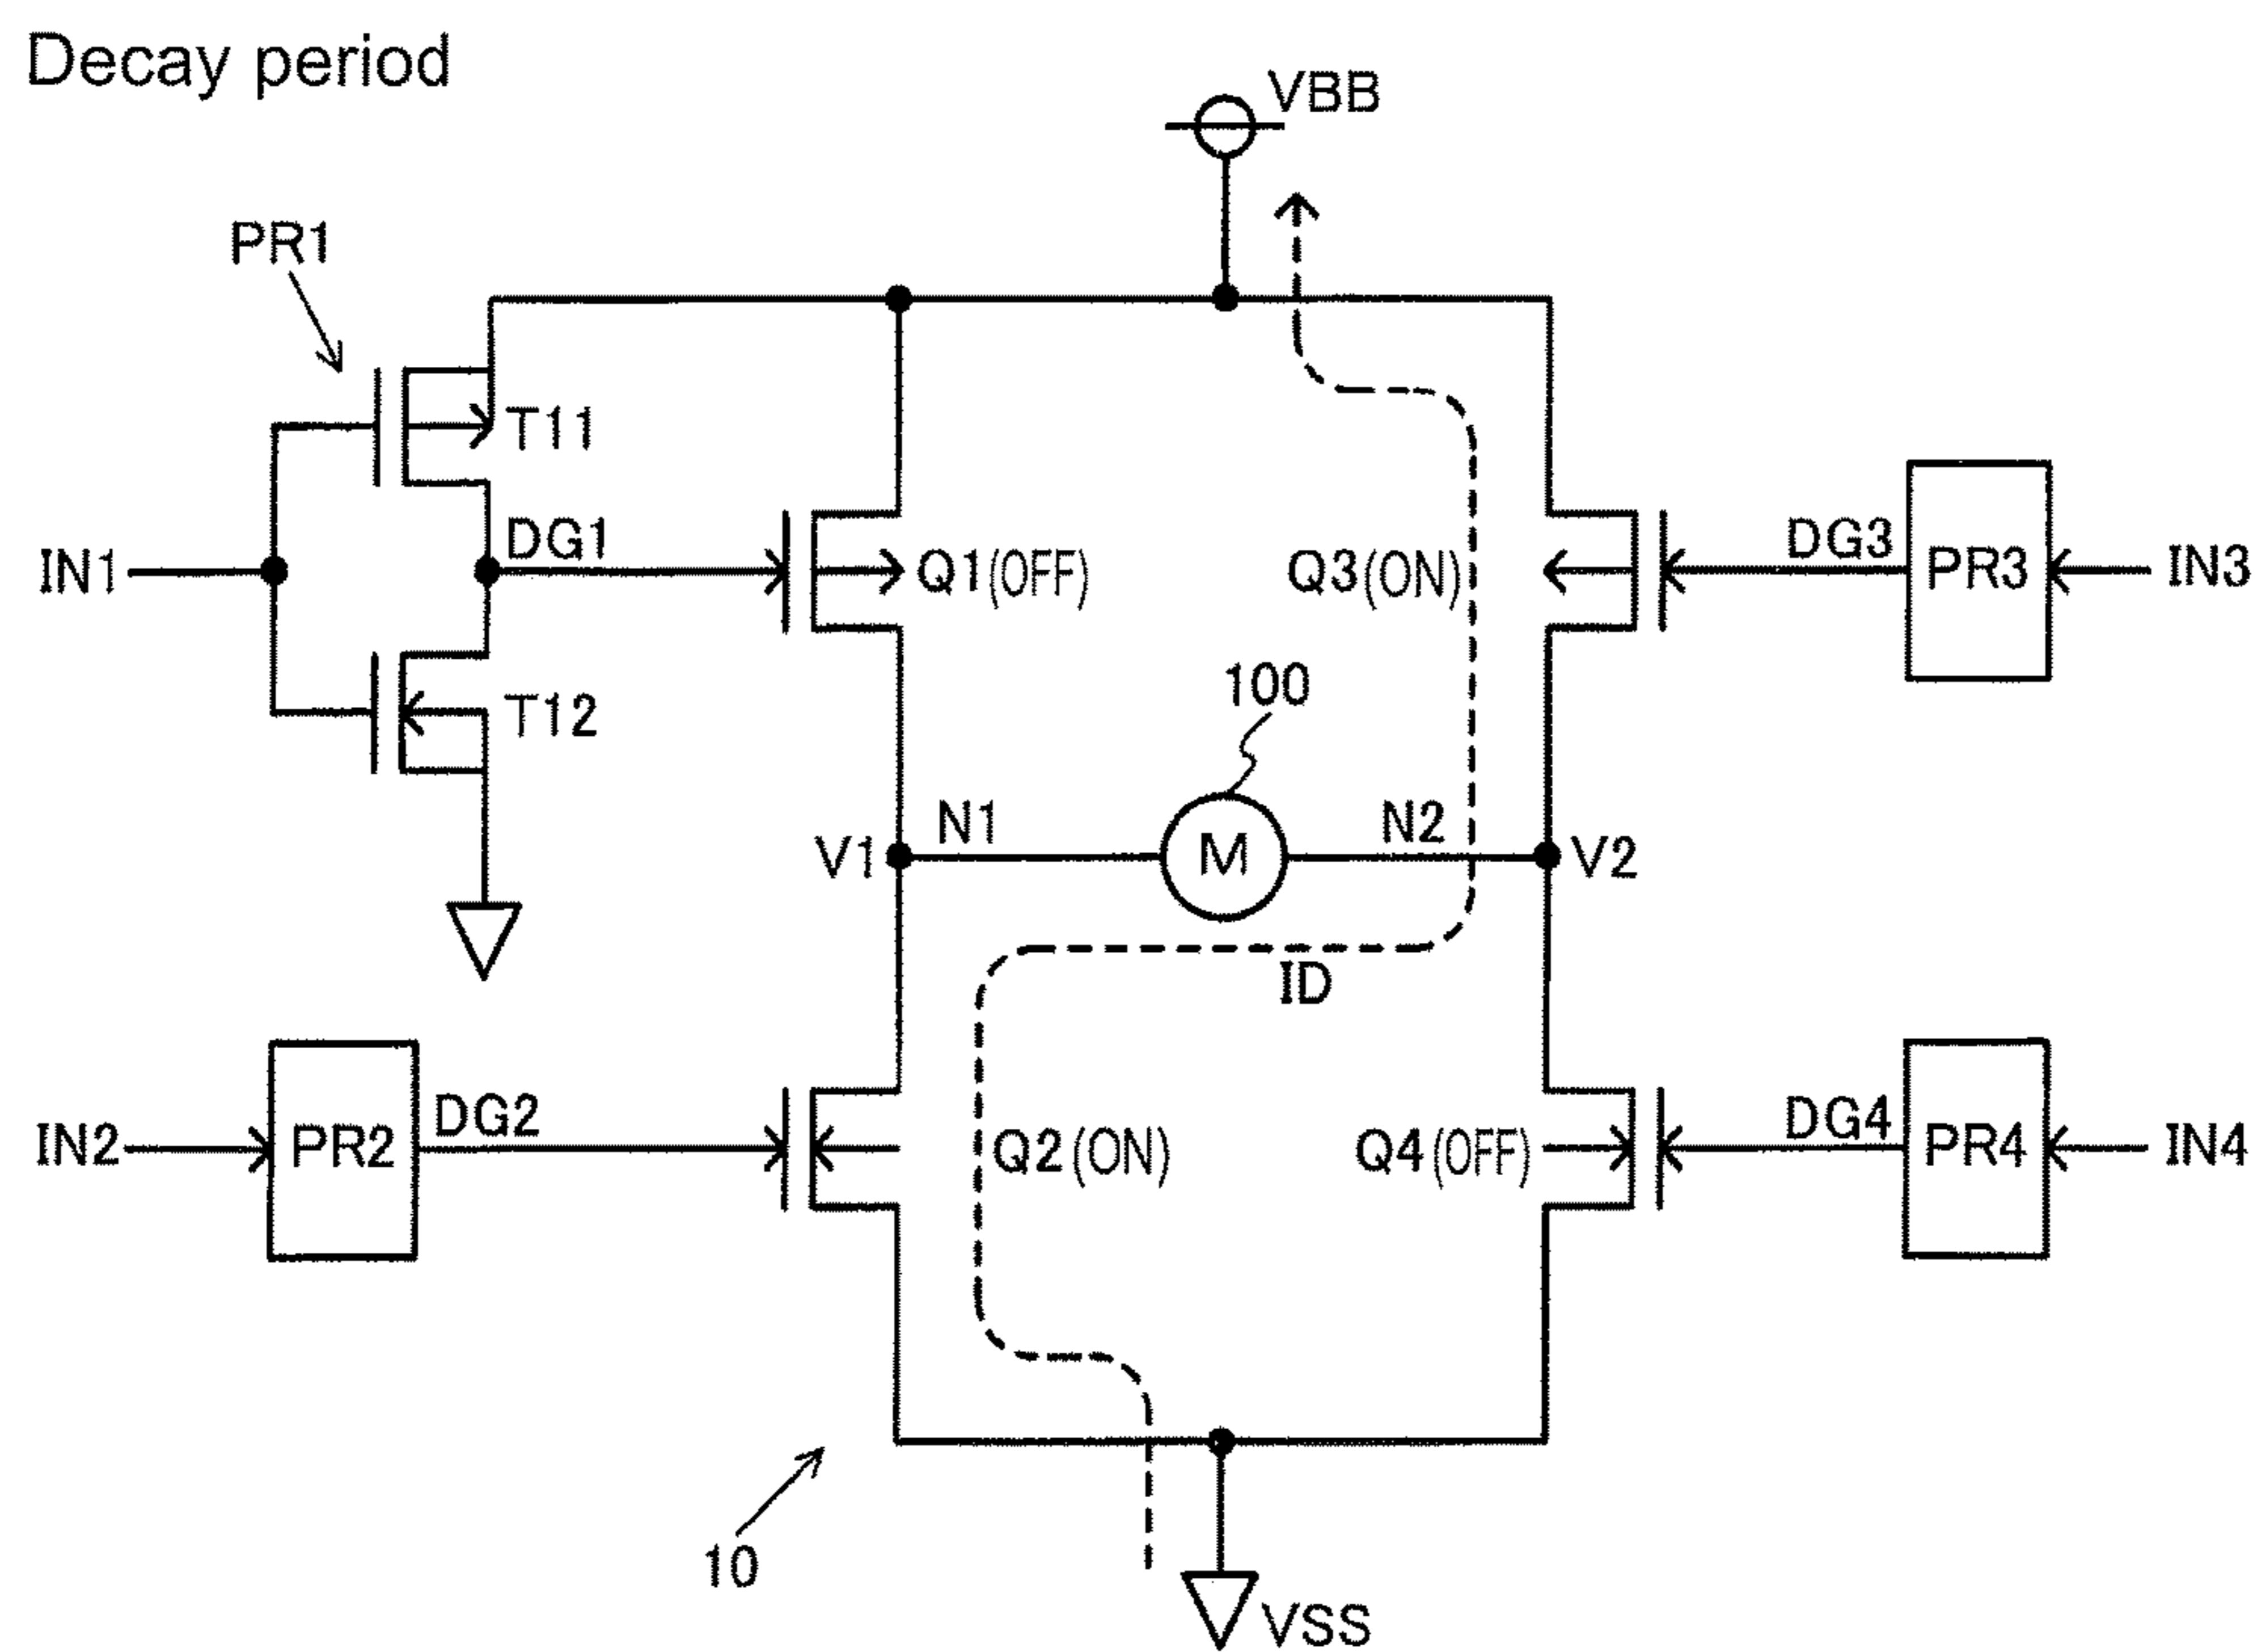 Decay period
VBB
PR1
T11
DG1
IN1
Q1(OFF)
Q3(ON)
DG3
PR3
IN3
T12
100
N1
M
N2
V1
V2
ID
IN2
PR2
DG2
Q2(ON)
Q4(OFF)
DG4
PR4
IN4
10
VSS